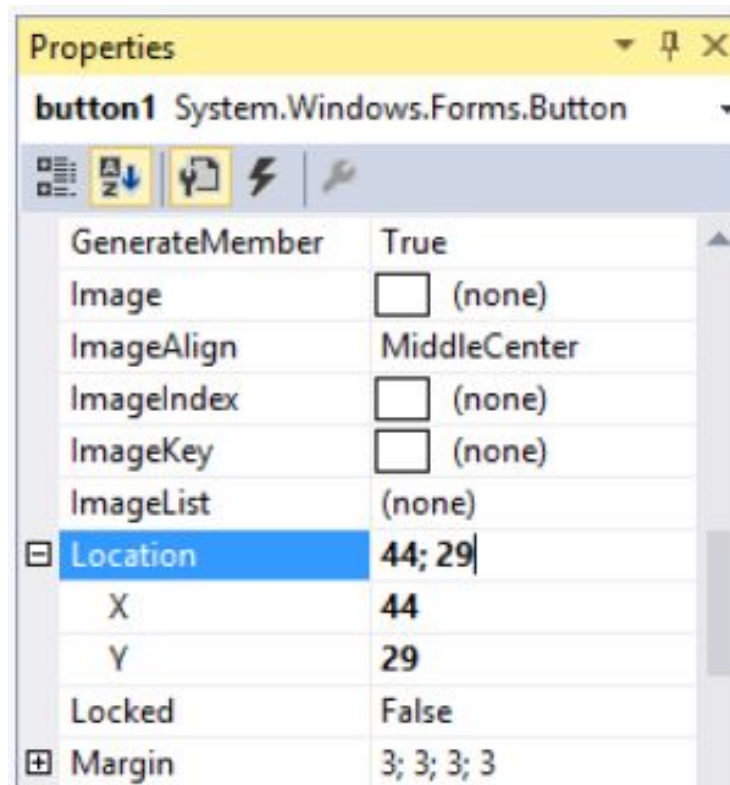 Properties
button1 System.Windows.Forms.Button
GenerateMember True
Image (none)
ImageAlign MiddleCenter
ImageIndex (none)
ImageKey (none)
ImageList (none)
Location 44; 29
X 44
Y 29
Locked False
Margin 3; 3; 3; 3